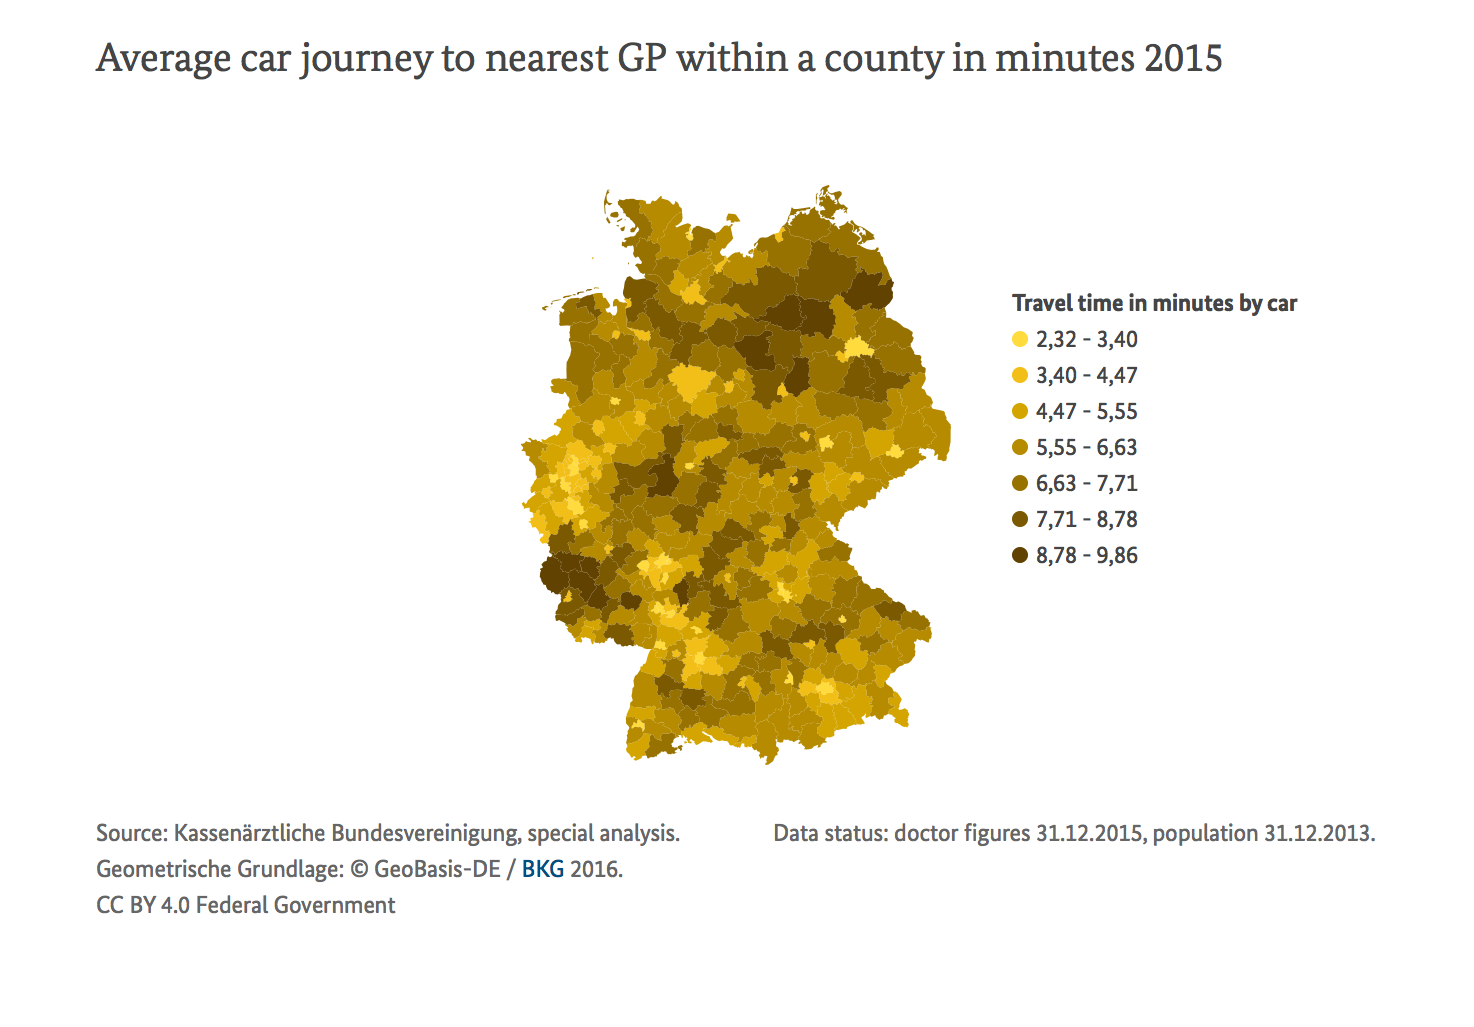 Average car journey to nearest GP within a county in minutes 2015
Travel time in minutes by car
2,32 - 3,40
3,40 - 4,47
4,47 - 5,55
5,55 - 6,63
6,63 - 7,71
7,71 - 8,78
8,78 - 9,86
Source: Kassenärztliche Bundesvereinigung, special analysis.
Data status: doctor figures 31.12.2015, population 31.12.2013.
Geometrische Grundlage: © GeoBasis-DE / BKG 2016.
CC BY 4.0 Federal Government